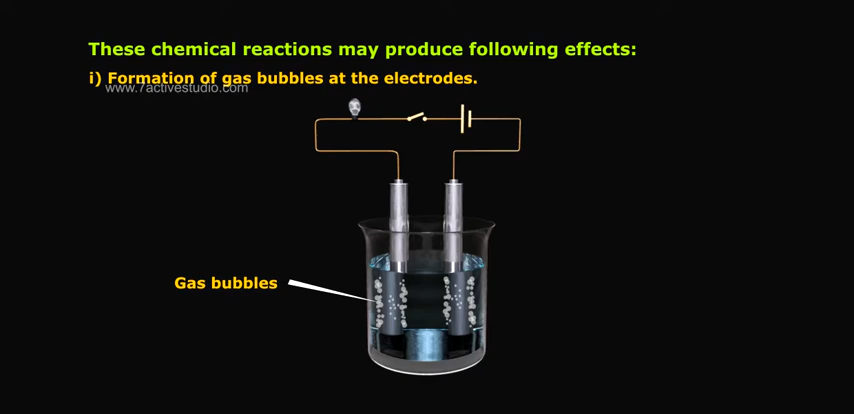 These chemical reactions may produce following effects:
i) Formation of gas bubbles at the electrodes.
www.7activestudio.com
Gas bubbles